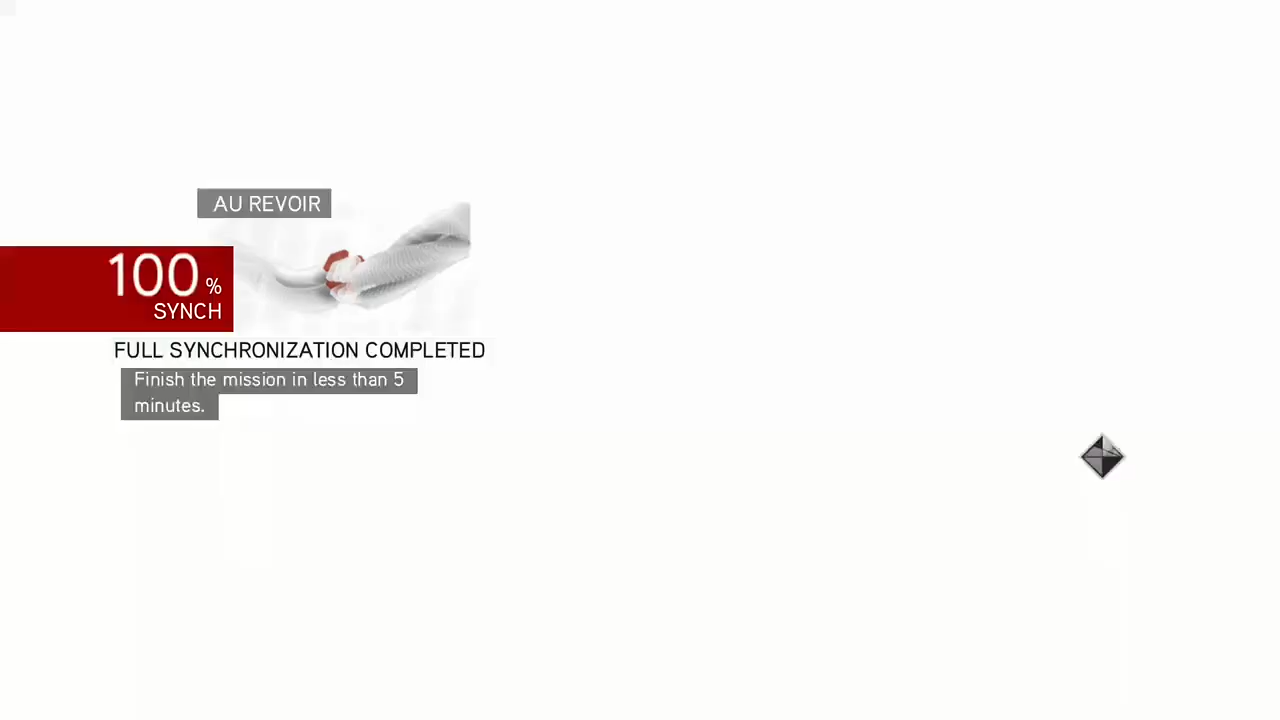 AU REVOIR
100 %
SYNCH
FULL SYNCHRONIZATION COMPLETED
Finish the mission in less than 5
minutes.